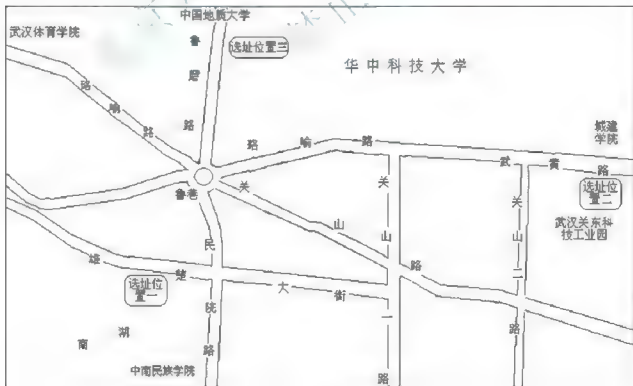 中国地质大学
武汉体育学院
鲁磨路
选址位置三
华中科技大学
珞喻路
珞喻路
城建
学院
武黄路
选址位
置二
鲁巷
关山路
关山一路
关山二路
武汉关东科
技工业园
民院路
雄楚大街
选址位
置一
南湖
中南民族学院